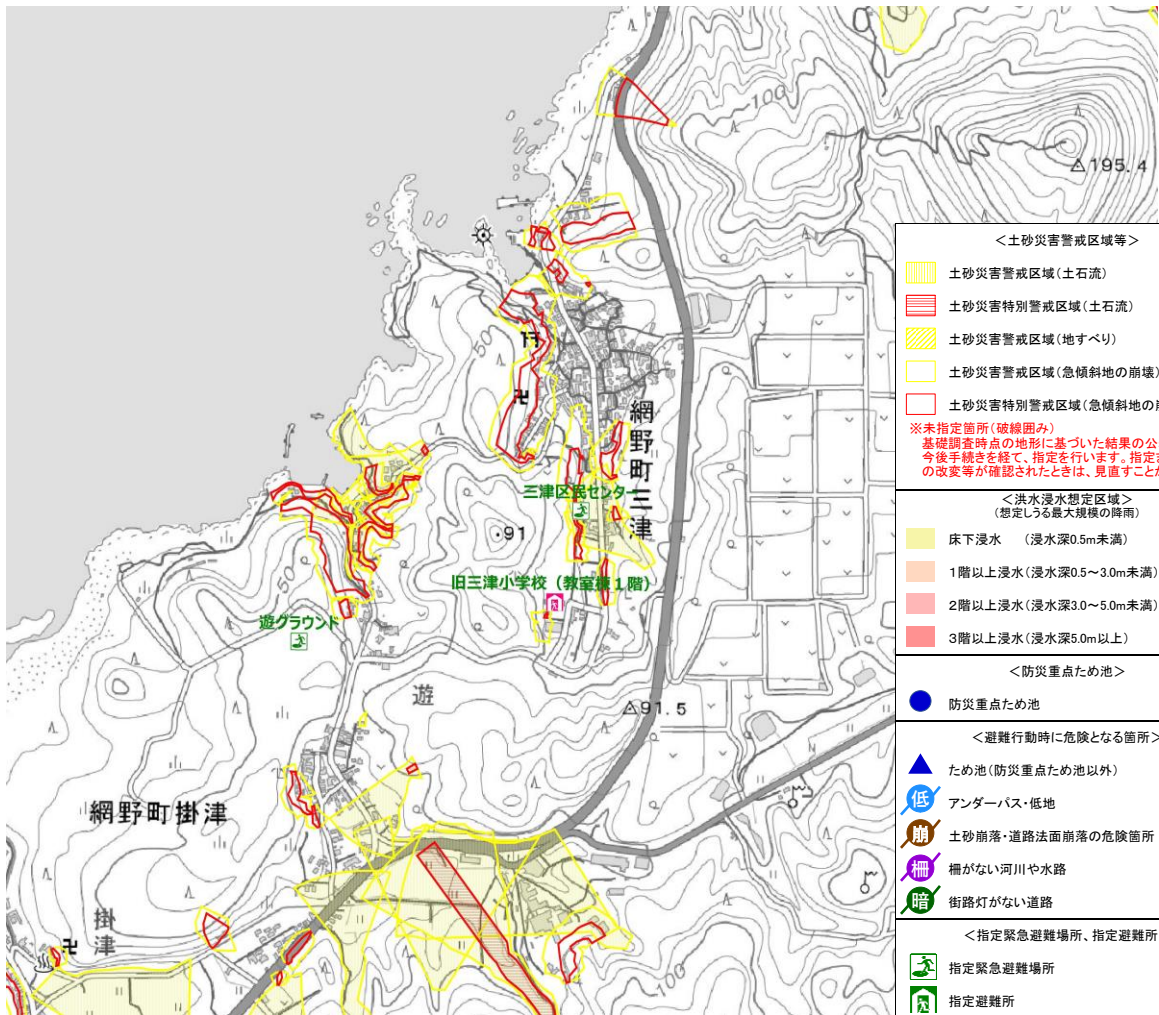 100
195.4
50
網野町三津
三津区民センター
91
旧三津小学校（教室棟１階）
50
遊グラウンド
遊
91.5
網野町掛津
掛津
100
＜土砂災害警戒区域等＞
土砂災害警戒区域（土石流）
土砂災害特別警戒区域（土石流）
土砂災害警戒区域（地すべり）
土砂災害警戒区域（急傾斜地の崩壊）
土砂災害特別警戒区域（急傾斜地の
※未指定箇所（破線囲み）
基礎調査時点の地形に基づいた結果の公
今後手続きを経て、指定を行います。指定
の改変等が確認されたときは、見直すことが
＜洪水浸水想定区域＞
（想定しうる最大規模の降雨）
床下浸水　（浸水深0.5m未満）
１階以上浸水（浸水深0.5～3.0m未満）
２階以上浸水（浸水深3.0～5.0m未満）
３階以上浸水（浸水深5.0m以上）
＜防災重点ため池＞
防災重点ため池
＜避難行動時に危険となる箇所＞
ため池（防災重点ため池以外）
低 アンダーパス・低地
崩 土砂崩落・道路法面崩落の危険箇所
柵 柵がない河川や水路
暗 街路灯がない道路
＜指定緊急避難場所、指定避難所
指定緊急避難場所
指定避難所